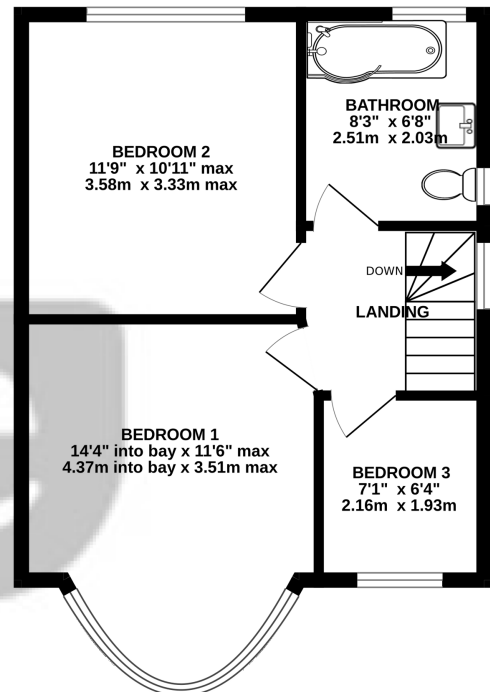 BATHROOM
8'3" x 6'8"
2.51m x 2.03m
BEDROOM 2
11'9" x 10'11" max
3.58m x 3.33m max
DOWN
LANDING
BEDROOM 1
14'4" into bay x 11'6" max
4.37m into bay x 3.51m max
BEDROOM 3
7'1" x 6'4"
2.16m x 1.93m